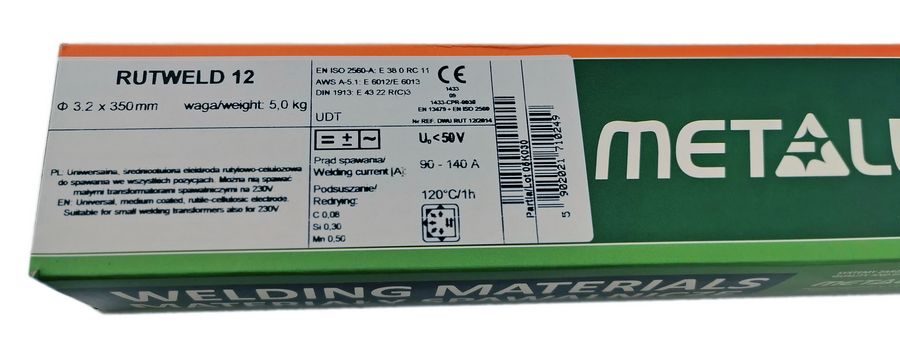 RUTWELD 12
Φ 3.2 x 350mm waga/weight: 5,0 kg
PL: Uniwersalna, średniootulona elektroda rutylowo-celulozowa
do spawania we wszystkich pozycjach. Można nią spawać
małymi transformatorami spawalniczymi na 230V
EN: Universal, medium coated, rutile-cellulosic electrode.
Suitable for small welding transformers also for 230V
EN ISO 2560-A: E 38 0 RC 11
AWS A-5.1: E 6012/E 6013
DIN 1913: E 43 22 R(C)3
UDT
CE
1433
09
1433-CPR-0036
EN 13479 + EN ISO 2560
Nr REF. DWU RUT 12/2014
= ± ~ U₀ < 50V
Prąd spawania/
Welding current [A]: 90 - 140 A
Podsuszanie/
Redrying: 120°C/1h
C 0,08
Si 0,30
Mn 0,50
Partia/Lot 06K030
5 902021 710249
METAL
WELDING MATERIALS